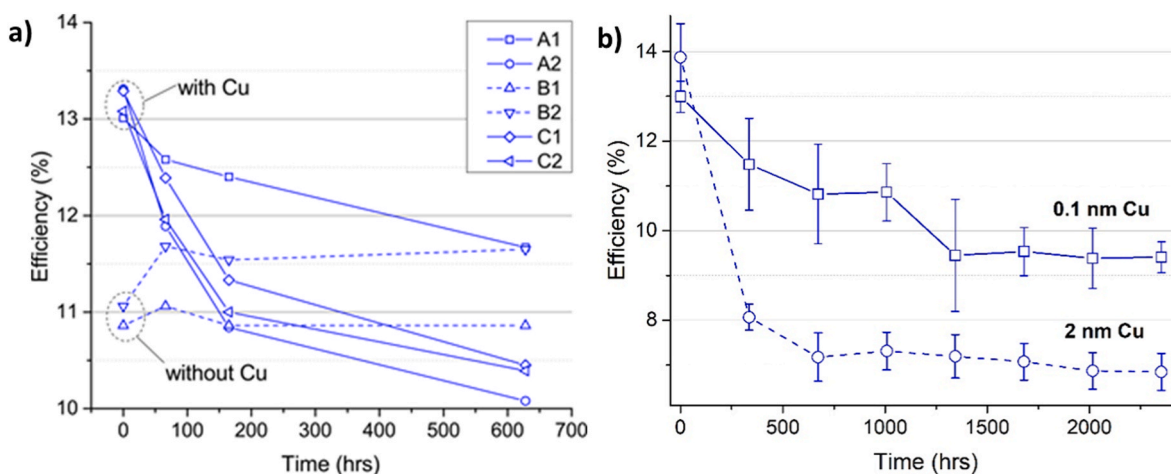 a)
14
13
12
11
10
Efficiency (%)
with Cu
without Cu
A1
A2
B1
B2
C1
C2
0 100 200 300 400 500 600 700
Time (hrs)
b)
14
12
10
8
Efficiency (%)
0.1 nm Cu
2 nm Cu
0 500 1000 1500 2000
Time (hrs)